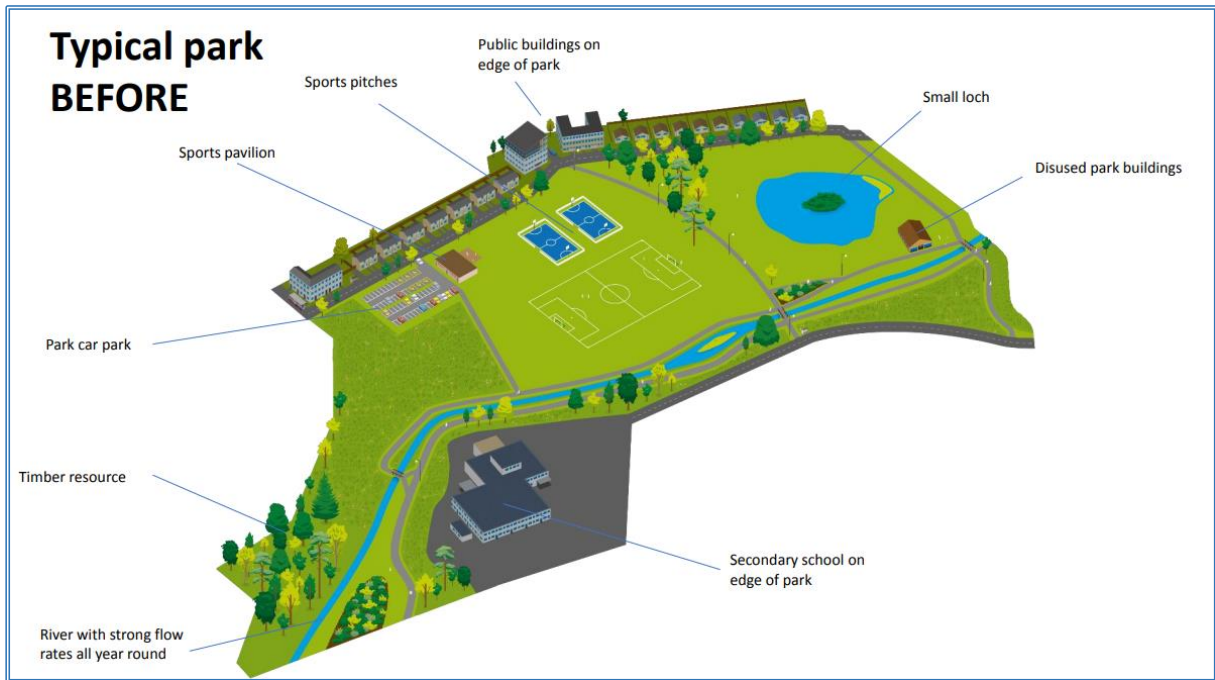 Typical park
BEFORE
Public buildings on
edge of park
Sports pitches
Small loch
Sports pavilion
Disused park buildings
Park car park
Timber resource
Secondary school on
edge of park
River with strong flow
rates all year round